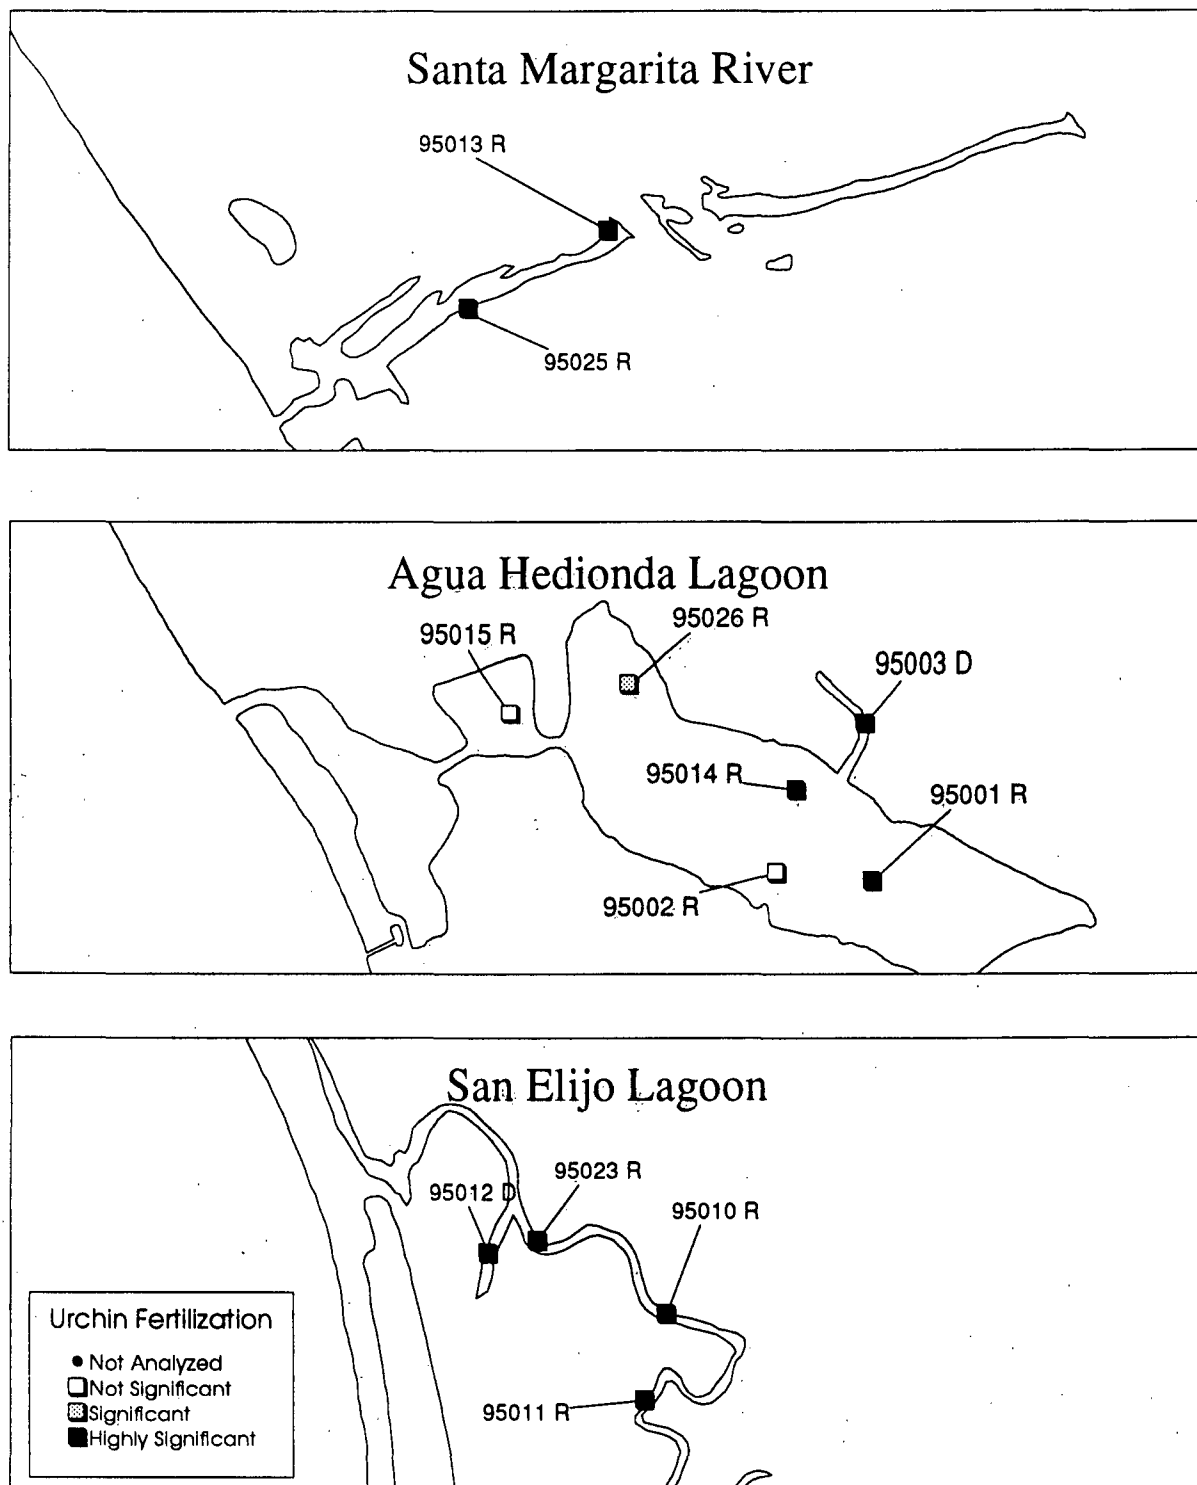 Santa Margarita River
95013 R
95025 R
Agua Hedionda Lagoon
95026 R
95015 R
95003 D
95014 R
95001 R
95002 R
San Elijo Lagoon
95023 R
95012 D
95010 R
95011 R
Urchin Fertilization
Not Analyzed
Not Significant
Significant
Highly Significant